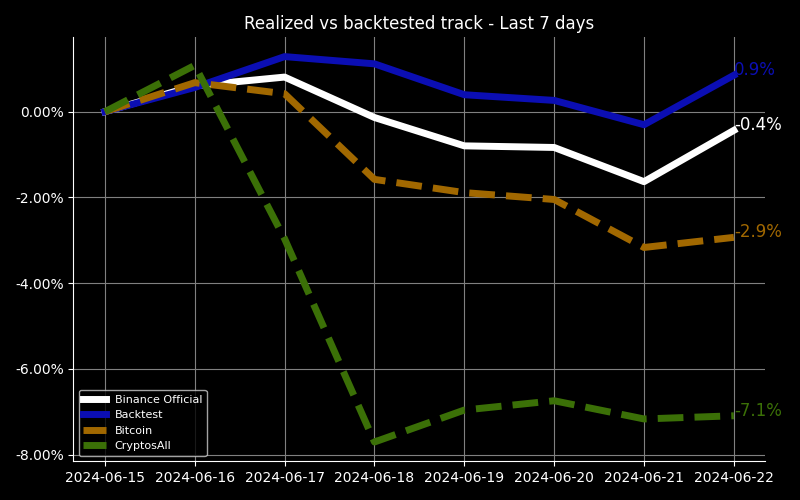 Realized vs backtested track - Last 7 days
0.00%
-2.00%
-4.00%
-6.00%
-8.00%
0.9%
-0.4%
-2.9%
-7.1%
Binance Official
Backtest
Bitcoin
CryptosAll
2024-06-15 2024-06-16 2024-06-17 2024-06-18 2024-06-19 2024-06-20 2024-06-21 2024-06-22